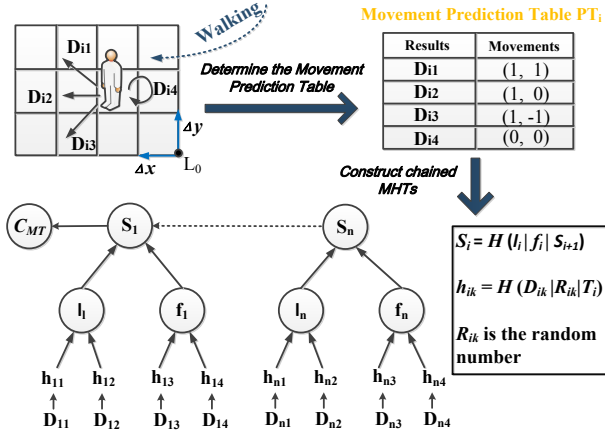 Movement Prediction Table PTi
Walking
Di1
Di2
Di3
Di4
Δy
Δx
L0
Determine the Movement
Prediction Table
Results Movements
Di1 (1, 1)
Di2 (1, 0)
Di3 (1, -1)
Di4 (0, 0)
Construct chained
MHTs
CMT
S1
Sn
l1
f1
ln
fn
h11 h12 h13 h14 hn1 hn2 hn3 hn4
D11 D12 D13 D14 Dn1 Dn2 Dn3 Dn4
Si = H (li| fi| Si+1)
hik = H (Dik|Rik|Ti)
Rik is the random
number